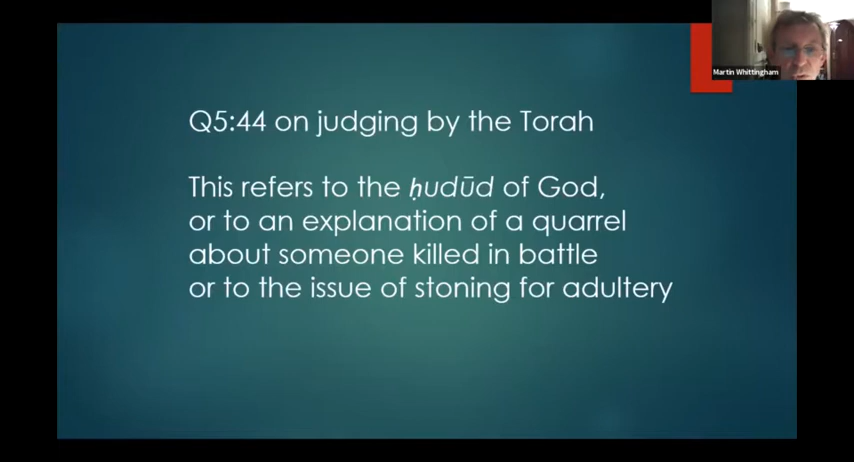 Martin Whittingham
Q5:44 on judging by the Torah
This refers to the ḥudūd of God,
or to an explanation of a quarrel
about someone killed in battle
or to the issue of stoning for adultery